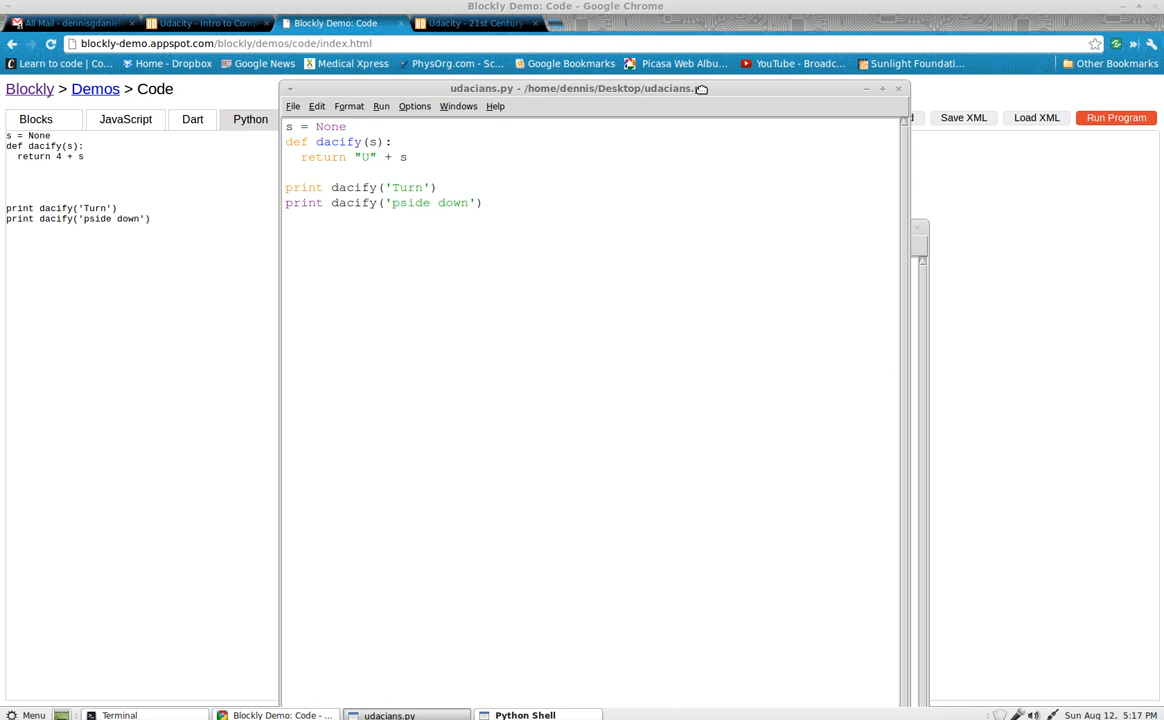 Blockly Demo: Code - Google Chrome
All Mail - dennisgdaniel
Udacity - Intro to Com
Blockly Demo: Code
Udacity - 21st Century
blockly-demo.appspot.com/blockly/demos/code/index.html
Learn to code | Co...
Home - Dropbox
Google News
Medical Xpress
PhysOrg.com - Sc...
Google Bookmarks
Picasa Web Albu...
YouTube - Broadc...
Sunlight Foundati...
Other Bookmarks
Blockly > Demos > Code
Blocks
JavaScript
Dart
Python
d
Save XML
Load XML
Run Program
s = None
def dacify(s):
  return 4 + s
print dacify('Turn')
print dacify('pside down')
udacians.py - /home/dennis/Desktop/udacians.
File Edit Format Run Options Windows Help
s = None
def dacify(s):
  return "U" + s
print dacify('Turn')
print dacify('pside down')
Menu
Terminal
Blockly Demo: Code - ...
udacians.py
Python Shell
Sun Aug 12, 5:17 PM